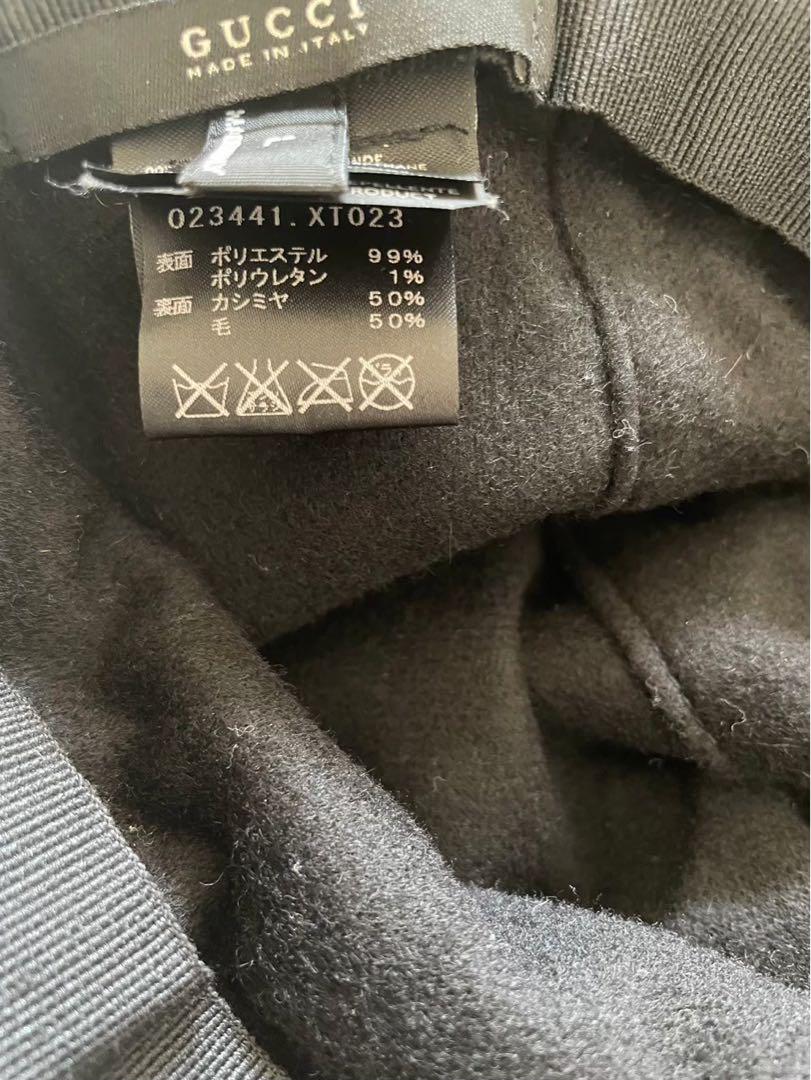 GUCCI
MADE IN ITALY
L
PRODUCT
023441.XT023
表面 ポリエステル 99%
ポリウレタン 1%
裏面 カシミヤ 50%
毛 50%